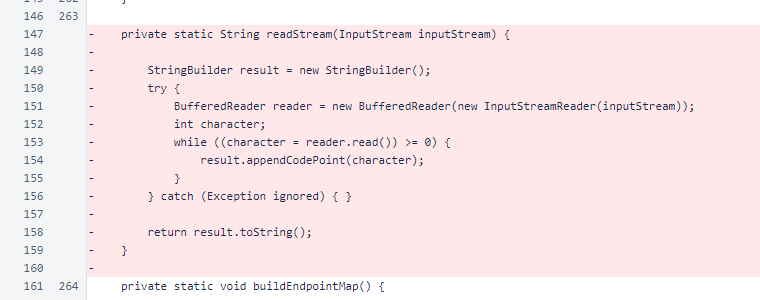 146 263
147 - private static String readStream(InputStream inputStream) {
148 -
149 - StringBuilder result = new StringBuilder();
150 - try {
151 - BufferedReader reader = new BufferedReader(new InputStreamReader(inputStream));
152 - int character;
153 - while ((character = reader.read()) >= 0) {
154 - result.appendCodePoint(character);
155 - }
156 - } catch (Exception ignored) { }
157 -
158 - return result.toString();
159 - }
160 -
161 264 private static void buildEndpointMap() {